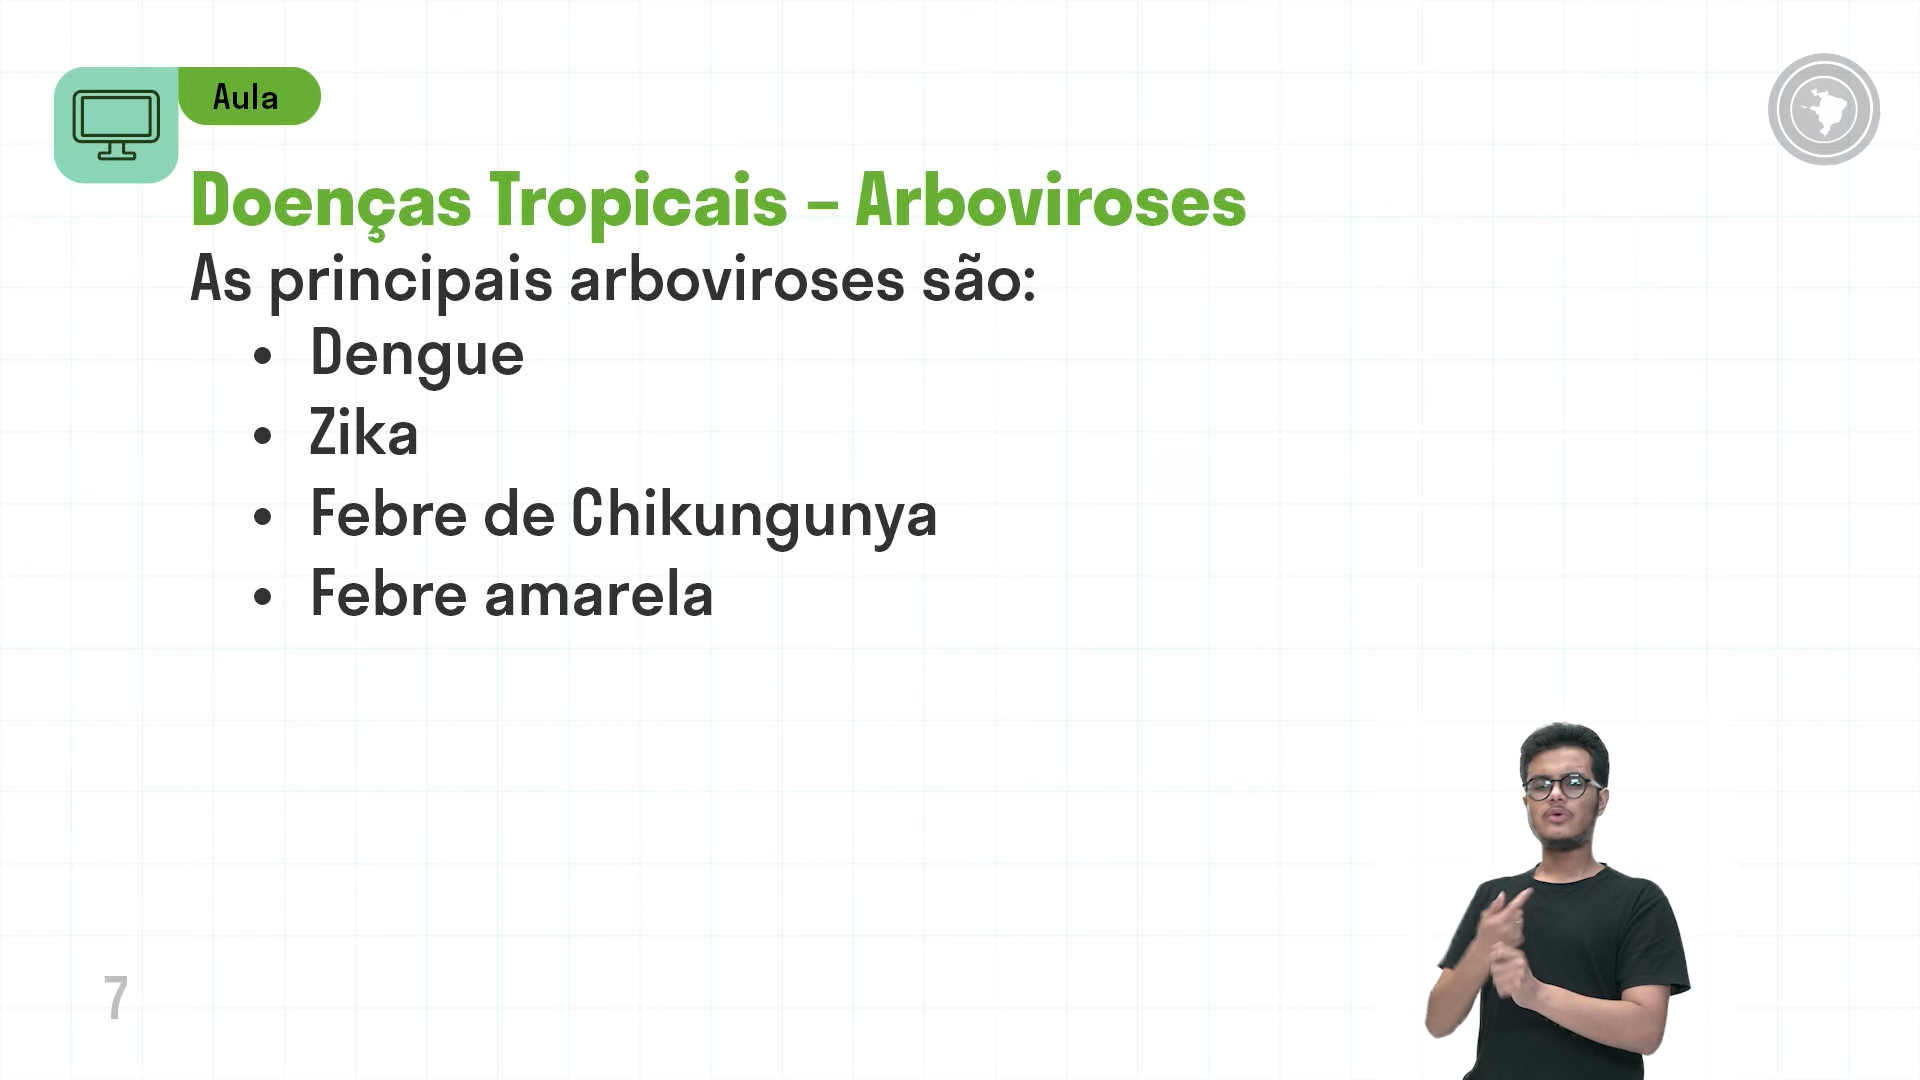 Aula
Doenças Tropicais – Arboviroses
As principais arboviroses são:
• Dengue
• Zika
• Febre de Chikungunya
• Febre amarela
7